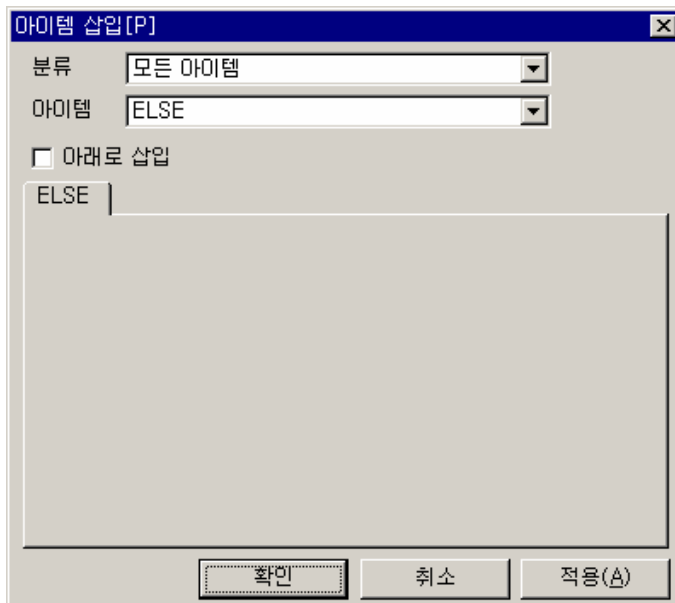 아이템 삽입[P]
분류 모든 아이템
아이템 ELSE
아래로 삽입
ELSE
확인 취소 적용(A)